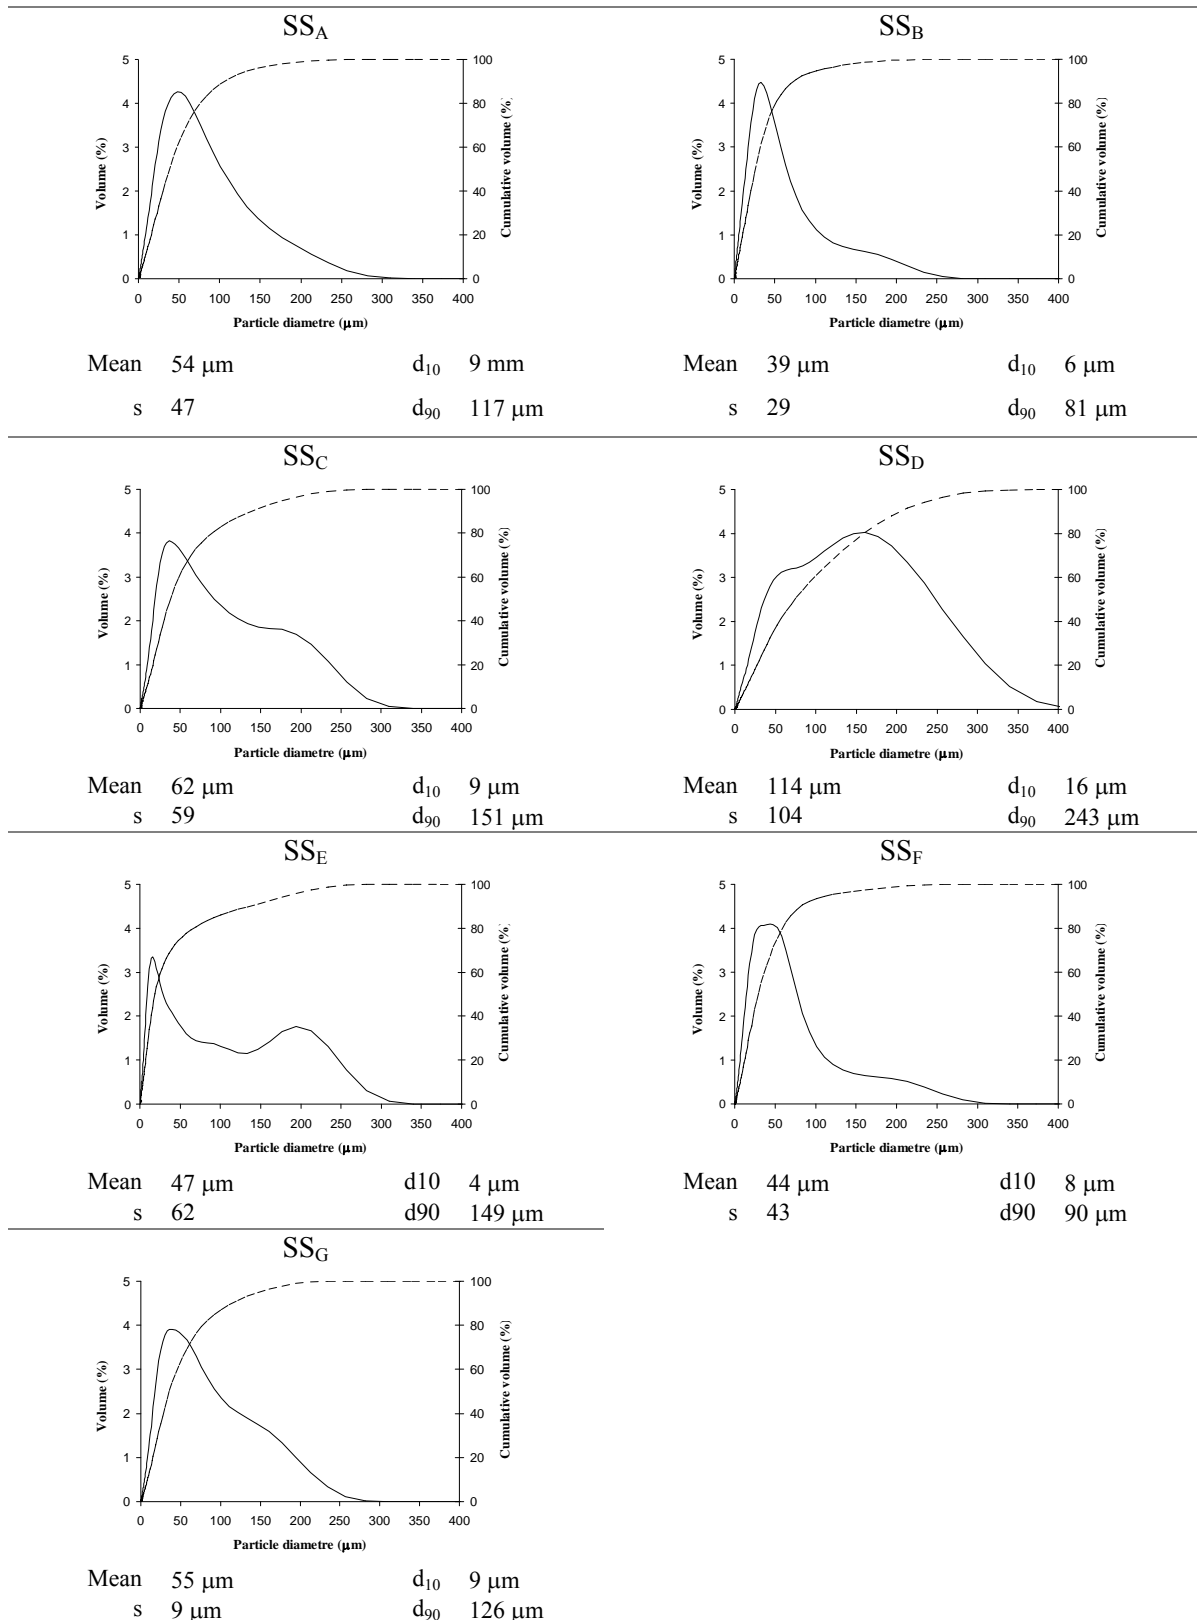 SS_A SS_B
5 100 5 100
4 80 4 80
3 60 3 60
2 40 2 40
1 20 1 20
0 0 0 0
Volume (%) Cumulative volume (%) Volume (%) Cumulative volume (%)
0 50 100 150 200 250 300 350 400 0 50 100 150 200 250 300 350 400
Particle diametre (μm) Particle diametre (μm)
Mean 54 μm d10 9 mm Mean 39 μm d10 6 μm
s 47 d90 117 μm s 29 d90 81 μm
SS_C SS_D
5 100 5 100
4 80 4 80
3 60 3 60
2 40 2 40
1 20 1 20
0 0 0 0
Volume (%) Cumulative volume (%) Volume (%) Cumulative volume (%)
0 50 100 150 200 250 300 350 400 0 50 100 150 200 250 300 350 400
Particle diametre (μm) Particle diametre (μm)
Mean 62 μm d10 9 μm Mean 114 μm d10 16 μm
s 59 d90 151 μm s 104 d90 243 μm
SS_E SS_F
5 100 5 100
4 80 4 80
3 60 3 60
2 40 2 40
1 20 1 20
0 0 0 0
Volume (%) Cumulative volume (%) Volume (%) Cumulative volume (%)
0 50 100 150 200 250 300 350 400 0 50 100 150 200 250 300 350 400
Particle diametre (μm) Particle diametre (μm)
Mean 47 μm d10 4 μm Mean 44 μm d10 8 μm
s 62 d90 149 μm s 43 d90 90 μm
SS_G
5 100
4 80
3 60
2 40
1 20
0 0
Volume (%) Cumulative volume (%)
0 50 100 150 200 250 300 350 400
Particle diametre (μm)
Mean 55 μm d10 9 μm
s 9 μm d90 126 μm